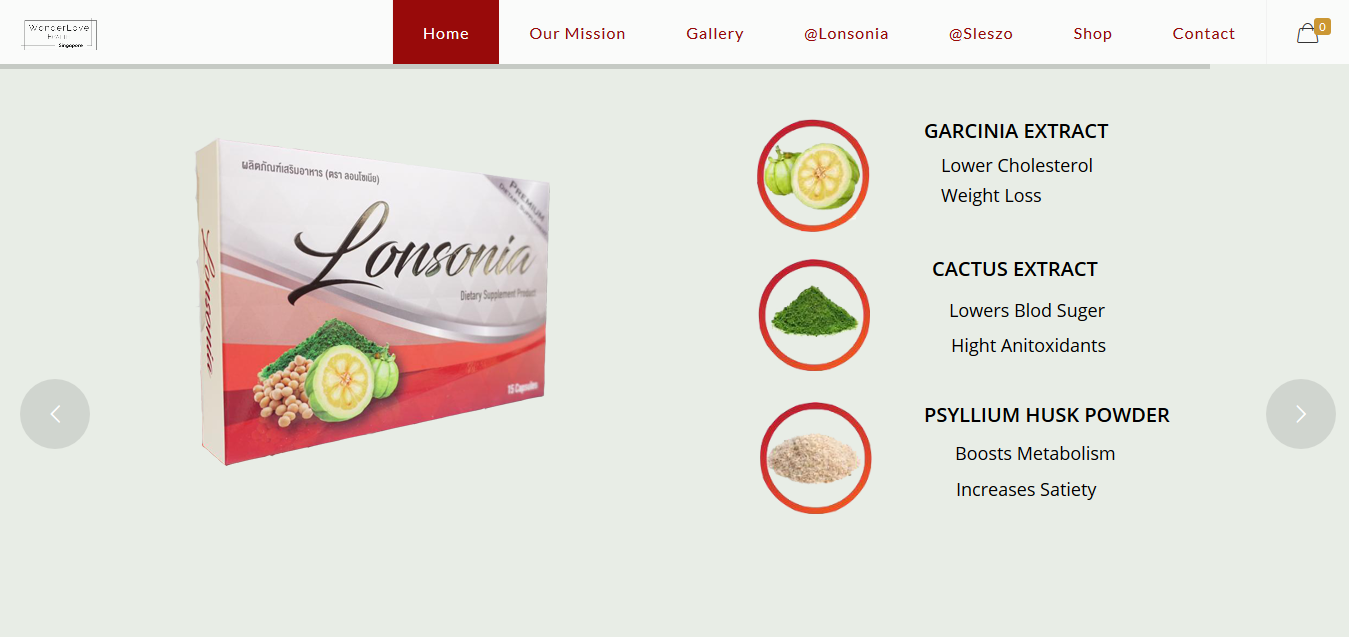 WanderLove
Singapore
Home
Our Mission
Gallery
@Lonsonia
@Sleszo
Shop
Contact
0
ผลิตภัณฑ์เสริมอาหาร (ตรา ลอนโซเนีย)
PREMIUM
Lonsonia
Dietary Supplement Product
Lonsonia
15 Capsules
GARCINIA EXTRACT
Lower Cholesterol
Weight Loss
CACTUS EXTRACT
Lowers Blod Suger
Hight Anitoxidants
PSYLLIUM HUSK POWDER
Boosts Metabolism
Increases Satiety